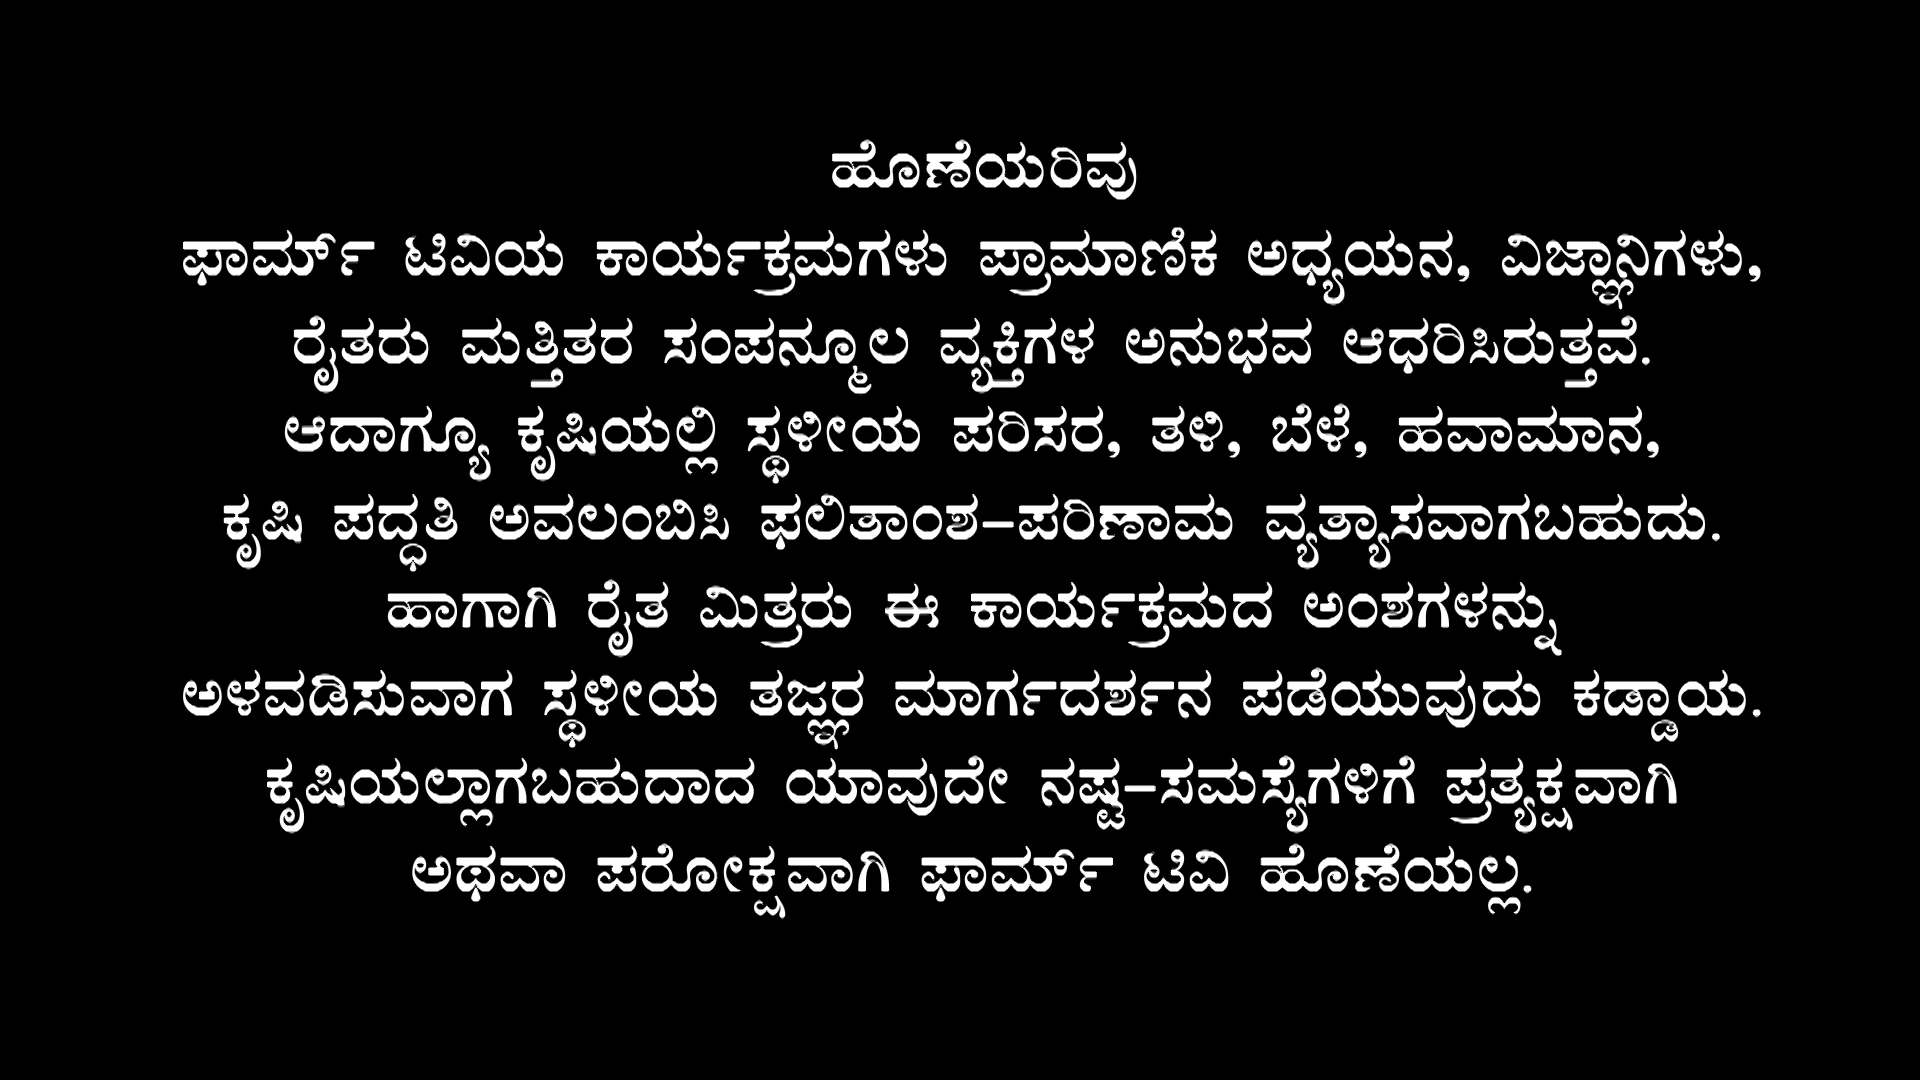 ಹೊಣೆಯರಿವು
ಫಾರ್ಮ್ ಟಿವಿಯ ಕಾರ್ಯಕ್ರಮಗಳು ಪ್ರಾಮಾಣಿಕ ಅಧ್ಯಯನ, ವಿಜ್ಞಾನಿಗಳು,
ರೈತರು ಮತ್ತಿತರ ಸಂಪನ್ಮೂಲ ವ್ಯಕ್ತಿಗಳ ಅನುಭವ ಆಧರಿಸಿರುತ್ತವೆ.
ಆದಾಗ್ಯೂ ಕೃಷಿಯಲ್ಲಿ ಸ್ಥಳೀಯ ಪರಿಸರ, ತಳಿ, ಬೆಳೆ, ಹವಾಮಾನ,
ಕೃಷಿ ಪದ್ಧತಿ ಅವಲಂಬಿಸಿ ಫಲಿತಾಂಶ-ಪರಿಣಾಮ ವ್ಯತ್ಯಾಸವಾಗಬಹುದು.
ಹಾಗಾಗಿ ರೈತ ಮಿತ್ರರು ಈ ಕಾರ್ಯಕ್ರಮದ ಅಂಶಗಳನ್ನು
ಅಳವಡಿಸುವಾಗ ಸ್ಥಳೀಯ ತಜ್ಞರ ಮಾರ್ಗದರ್ಶನ ಪಡೆಯುವುದು ಕಡ್ಡಾಯ.
ಕೃಷಿಯಲ್ಲಾಗಬಹುದಾದ ಯಾವುದೇ ನಷ್ಟ-ಸಮಸ್ಯೆಗಳಿಗೆ ಪ್ರತ್ಯಕ್ಷವಾಗಿ
ಅಥವಾ ಪರೋಕ್ಷವಾಗಿ ಫಾರ್ಮ್ ಟಿವಿ ಹೊಣೆಯಲ್ಲ.